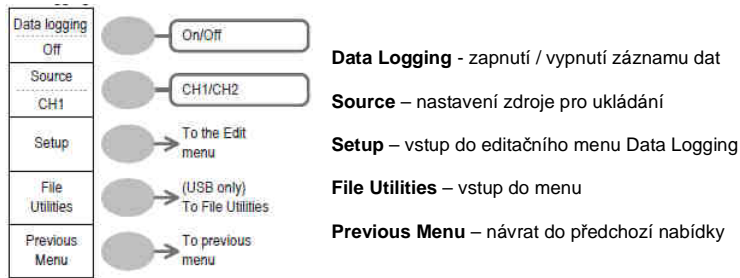 Data logging
Off
On/Off
Source
CH1
CH1/CH2
Setup
To the Edit
menu
File
Utilities
(USB only)
To File Utilities
Previous
Menu
To previous
menu
Data Logging - zapnutí / vypnutí záznamu dat
Source – nastavení zdroje pro ukládání
Setup – vstup do editačního menu Data Logging
File Utilities – vstup do menu
Previous Menu – návrat do předchozí nabídky